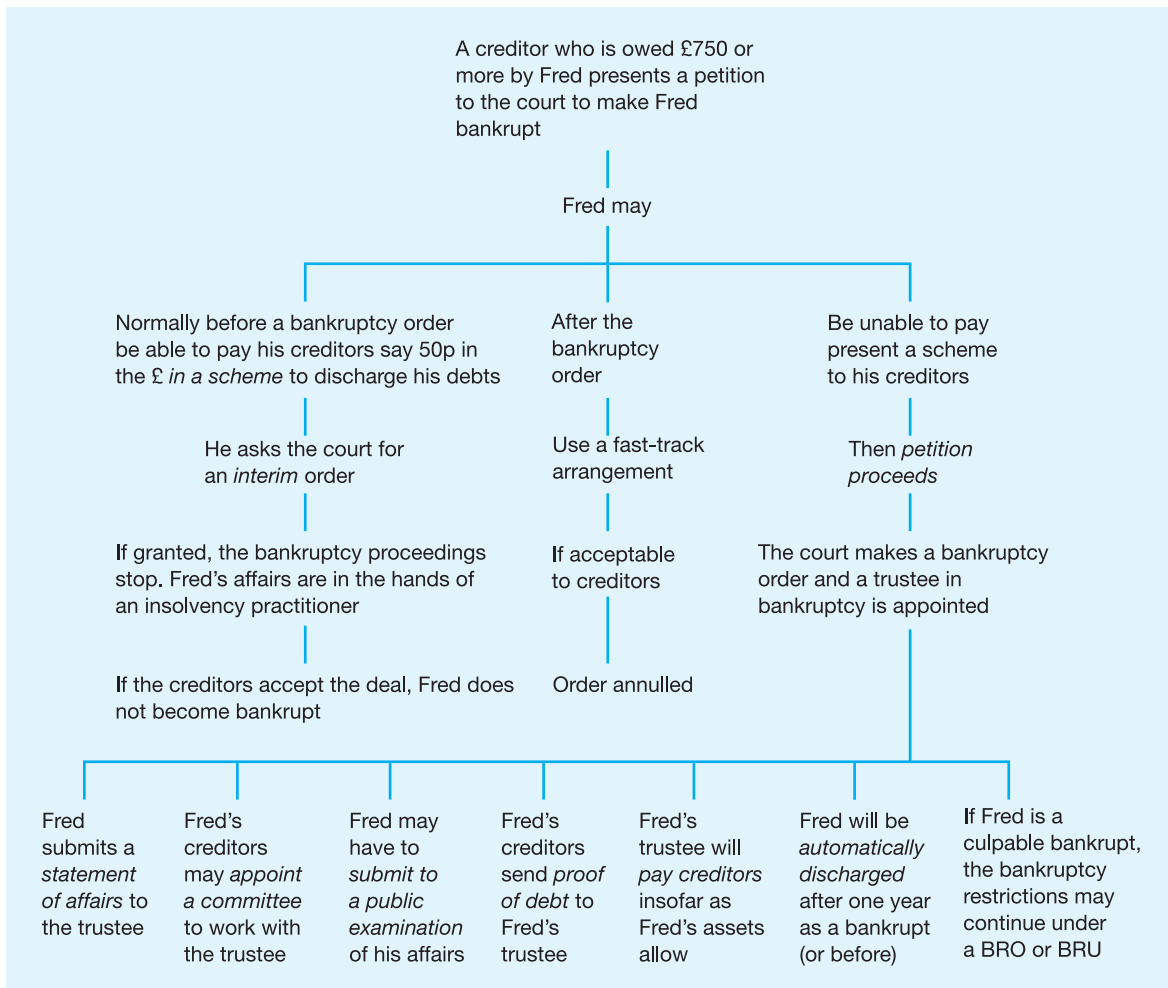 A creditor who is owed £750 or
more by Fred presents a petition
to the court to make Fred
bankrupt
Fred may
Normally before a bankruptcy order
be able to pay his creditors say 50p in
the £ in a scheme to discharge his debts
He asks the court for
an interim order
If granted, the bankruptcy proceedings
stop. Fred's affairs are in the hands of
an insolvency practitioner
If the creditors accept the deal, Fred does
not become bankrupt
After the
bankruptcy
order
Use a fast-track
arrangement
If acceptable
to creditors
Order annulled
Be unable to pay
present a scheme
to his creditors
Then petition
proceeds
The court makes a bankruptcy
order and a trustee in
bankruptcy is appointed
Fred
submits a
statement
of affairs to
the trustee
Fred's
creditors
may appoint
a committee
to work with
the trustee
Fred may
have to
submit to
a public
examination
of his affairs
Fred's
creditors
send proof
of debt to
Fred's
trustee
Fred's
trustee will
pay creditors
insofar as
Fred's assets
allow
Fred will be
automatically
discharged
after one year
as a bankrupt
(or before)
If Fred is a
culpable bankrupt,
the bankruptcy
restrictions may
continue under
a BRO or BRU